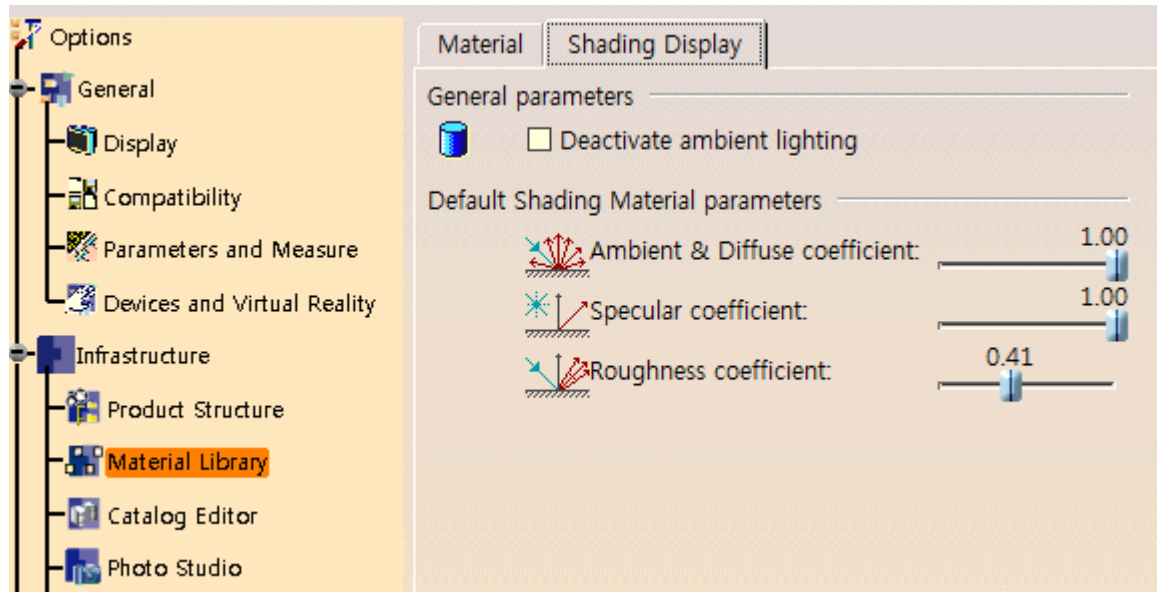 Options
General
Display
Compatibility
Parameters and Measure
Devices and Virtual Reality
Infrastructure
Product Structure
Material Library
Catalog Editor
Photo Studio
Material
Shading Display
General parameters
Deactivate ambient lighting
Default Shading Material parameters
Ambient & Diffuse coefficient: 1.00
Specular coefficient: 1.00
Roughness coefficient: 0.41